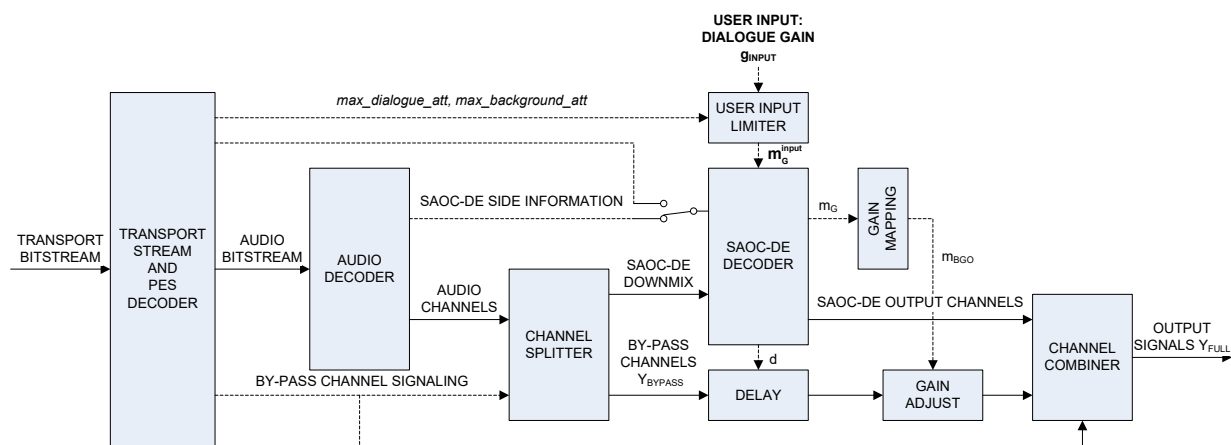 USER INPUT:
DIALOGUE GAIN
gINPUT
max_dialogue_att, max_background_att
USER INPUT
LIMITER
mGinput
SAOC-DE SIDE INFORMATION
mG
GAIN
MAPPING
TRANSPORT
BITSTREAM
TRANSPORT
STREAM
AND
PES
DECODER
AUDIO
BITSTREAM
AUDIO
DECODER
SAOC-DE
DOWNMIX
SAOC-DE
DECODER
mBGO
AUDIO
CHANNELS
SAOC-DE OUTPUT CHANNELS
CHANNEL
SPLITTER
BY-PASS
CHANNELS
YBYPASS
d
CHANNEL
COMBINER
OUTPUT
SIGNALS YFULL
BY-PASS CHANNEL SIGNALING
DELAY
GAIN
ADJUST